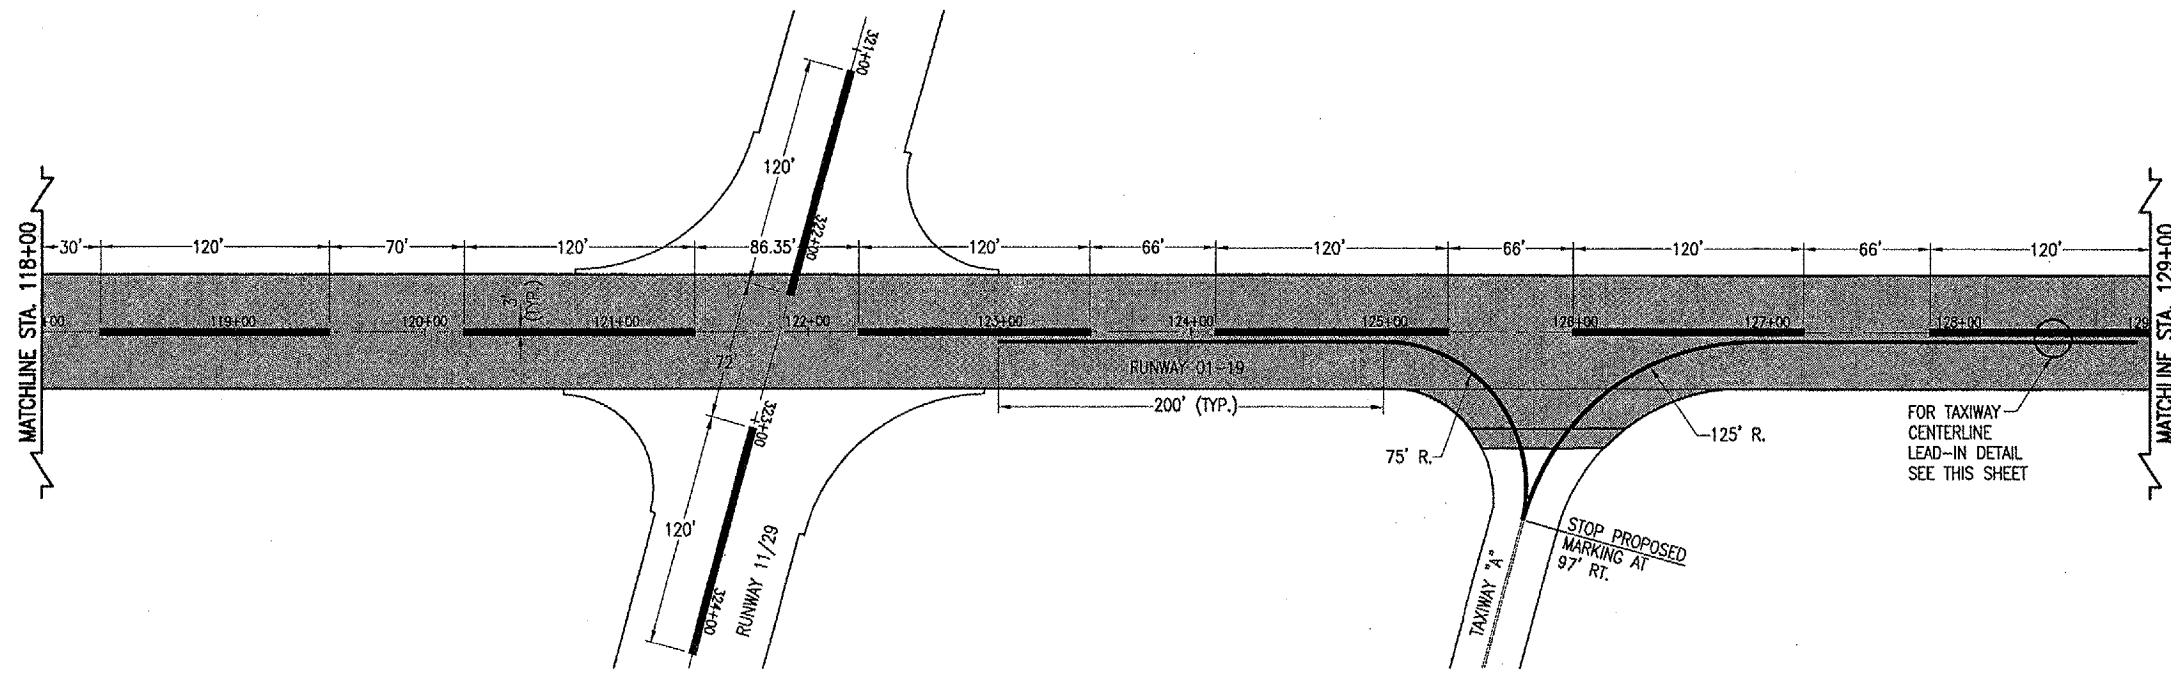 321+00
120'
322+00
MATCHLINE STA. 118+00
30'
120'
70'
120'
86.35'
120'
66'
120'
66'
120'
66'
120'
MATCHLINE STA. 129+00
3'
(TYP.)
+00
119+00
120+00
121+00
122+00
123+00
124+00
125+00
126+00
127+00
128+00
129
72'
RUNWAY 01-19
200' (TYP.)
323+00
75' R.
125' R.
FOR TAXIWAY
CENTERLINE
LEAD-IN DETAIL
SEE THIS SHEET
120'
324+00
RUNWAY 11/29
TAXIWAY "A"
STOP PROPOSED
MARKING AT
97' RT.